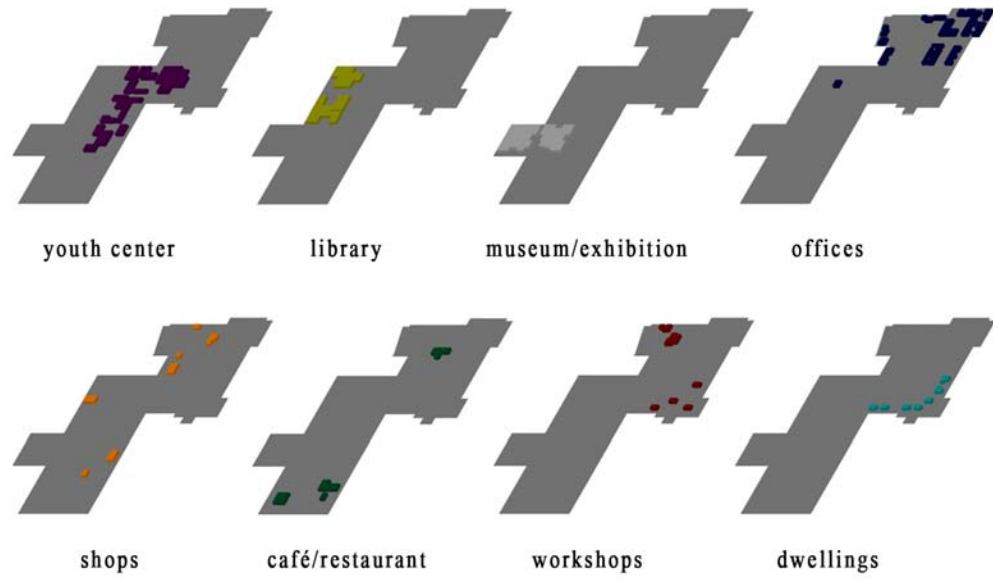 youth center library museum/exhibition offices
shops café/restaurant workshops dwellings